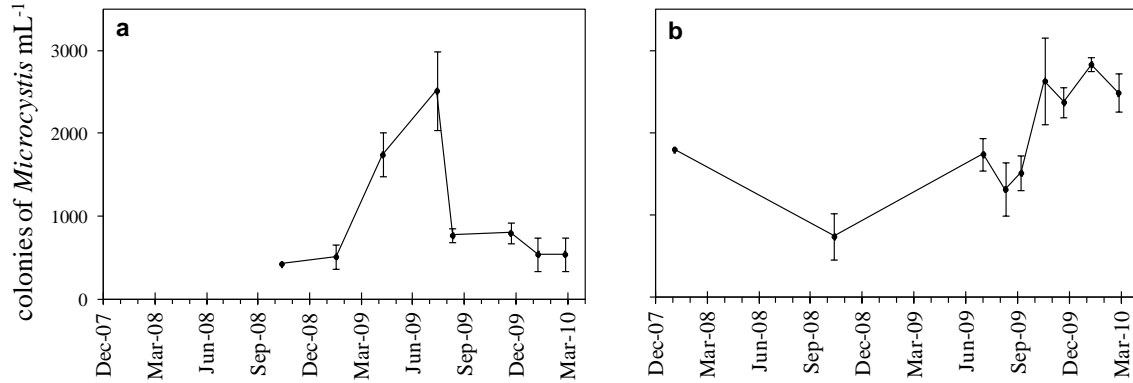 a
b
colonies of Microcystis mL-1
3000
2000
1000
0
Dec-07
Mar-08
Jun-08
Sep-08
Dec-08
Mar-09
Jun-09
Sep-09
Dec-09
Mar-10
Dec-07
Mar-08
Jun-08
Sep-08
Dec-08
Mar-09
Jun-09
Sep-09
Dec-09
Mar-10